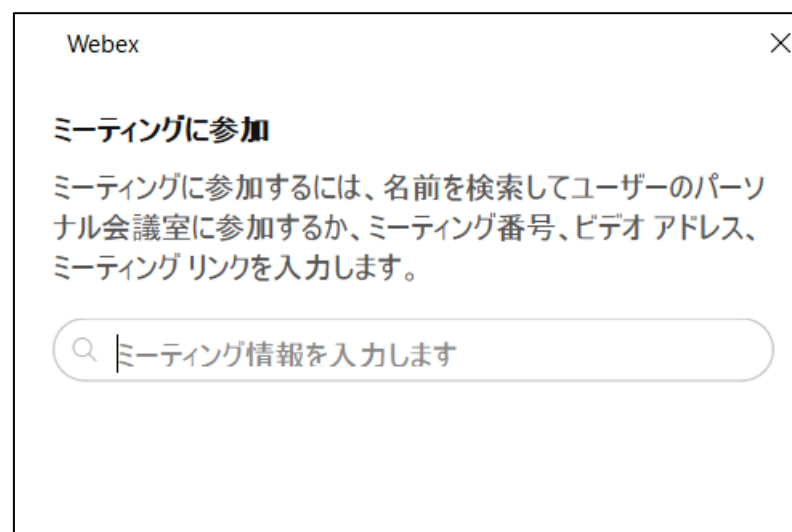 Webex
ミーティングに参加
ミーティングに参加するには、名前を検索してユーザーのパーソ
ナル会議室に参加するか、ミーティング番号、ビデオ アドレス、
ミーティング リンクを入力します。
ミーティング情報を入力します